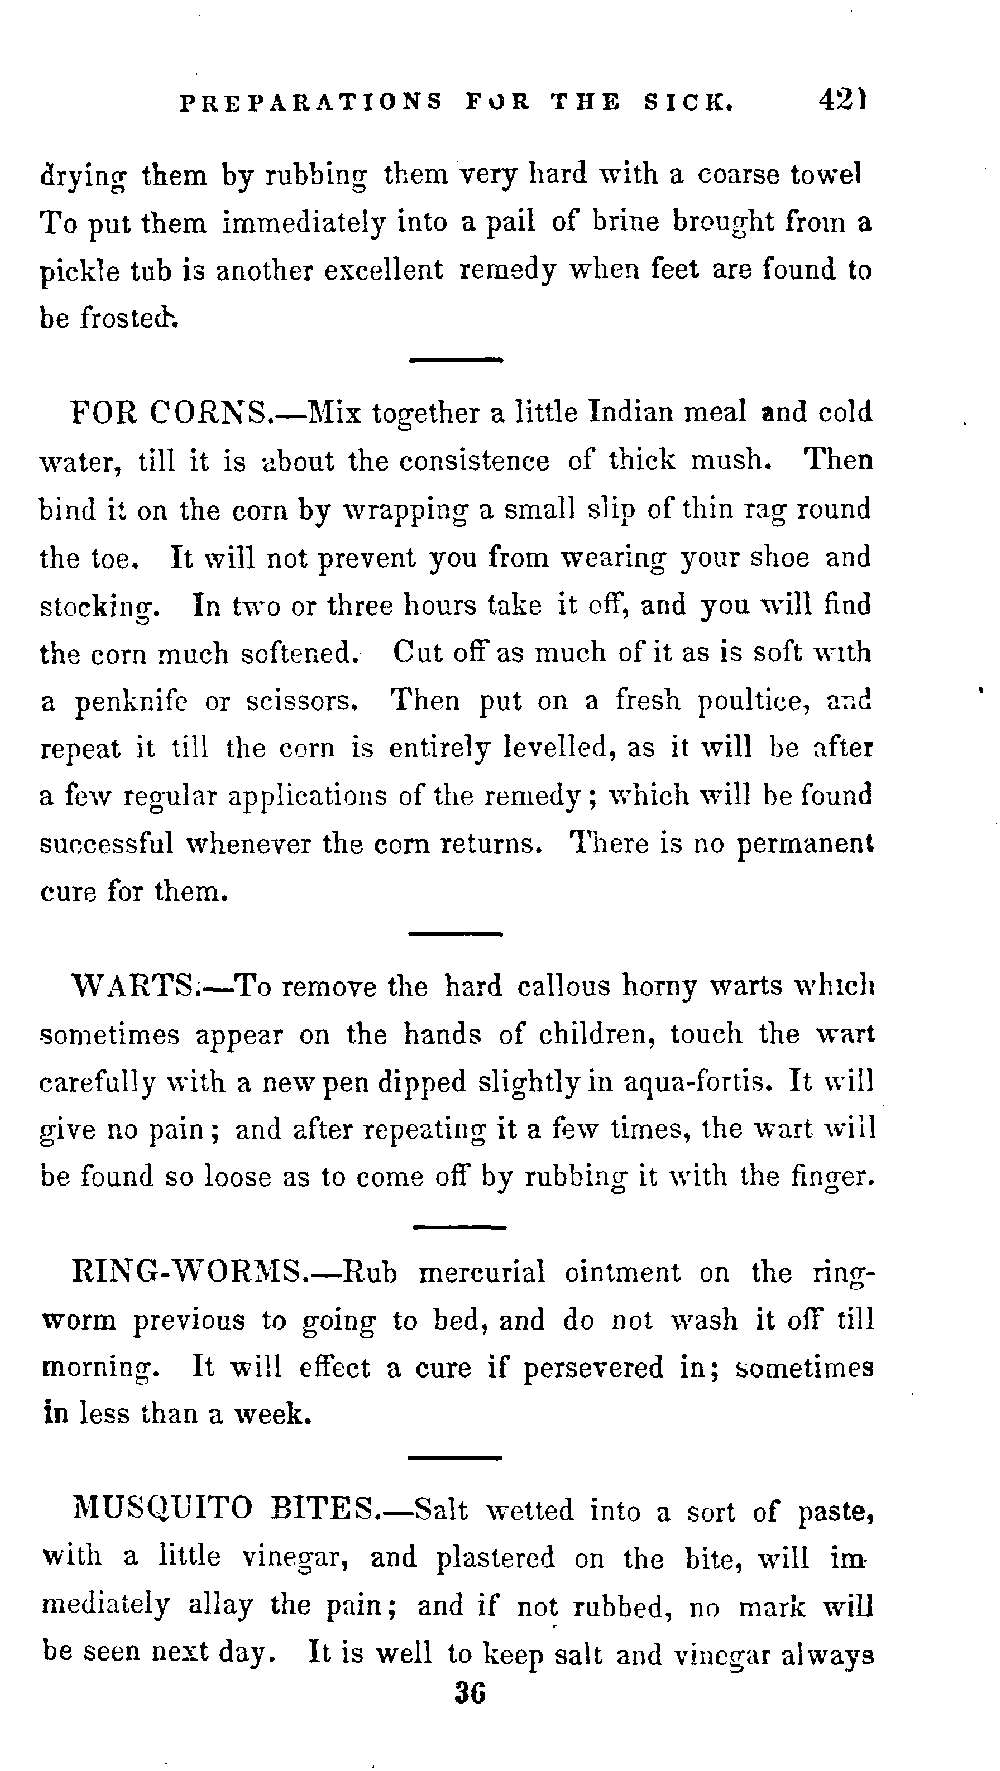 PREPARATIONS FOR THE SICK. 421
drying them by rubbing them very hard with a coarse towel
To put them immediately into a pail of brine brought from a
pickle tub is another excellent remedy when feet are found to
be frosted.
FOR CORNS.—Mix together a little Indian meal and cold
water, till it is about the consistence of thick mush. Then
bind it on the corn by wrapping a small slip of thin rag round
the toe. It will not prevent you from wearing your shoe and
stocking. In two or three hours take it off, and you will find
the corn much softened. Cut off as much of it as is soft with
a penknife or scissors. Then put on a fresh poultice, and
repeat it till the corn is entirely levelled, as it will be after
a few regular applications of the remedy; which will be found
successful whenever the corn returns. There is no permanent
cure for them.
WARTS.—To remove the hard callous horny warts which
sometimes appear on the hands of children, touch the wart
carefully with a new pen dipped slightly in aqua-fortis. It will
give no pain; and after repeating it a few times, the wart will
be found so loose as to come off by rubbing it with the finger.
RING-WORMS.—Rub mercurial ointment on the ring-
worm previous to going to bed, and do not wash it off till
morning. It will effect a cure if persevered in; sometimes
in less than a week.
MUSQUITO BITES.—Salt wetted into a sort of paste,
with a little vinegar, and plastered on the bite, will im-
mediately allay the pain; and if not rubbed, no mark will
be seen next day. It is well to keep salt and vinegar always
36